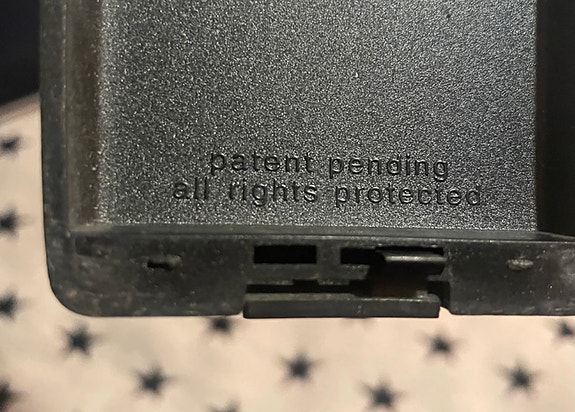 patent pending
all rights protected